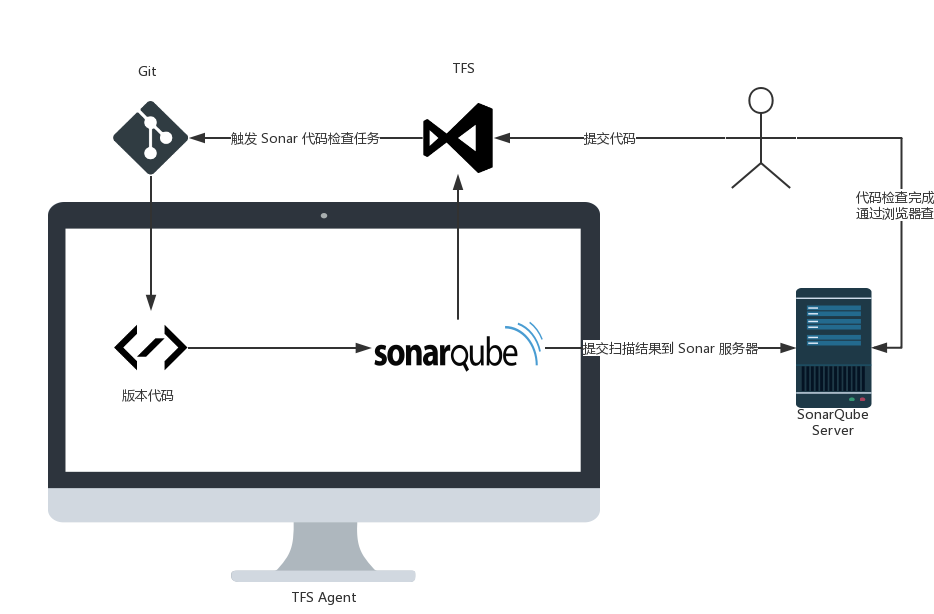 Git
TFS
触发 Sonar 代码检查任务
提交代码
代码检查完成
通过浏览器查
版本代码
sonarqube
提交扫描结果到 Sonar 服务器
SonarQube
Server
TFS Agent